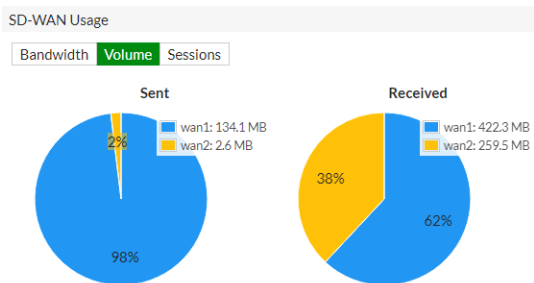 SD-WAN Usage
Bandwidth Volume Sessions
Sent
wan1: 134.1 MB
wan2: 2.6 MB
2%
98%
Received
wan1: 422.3 MB
wan2: 259.5 MB
38%
62%